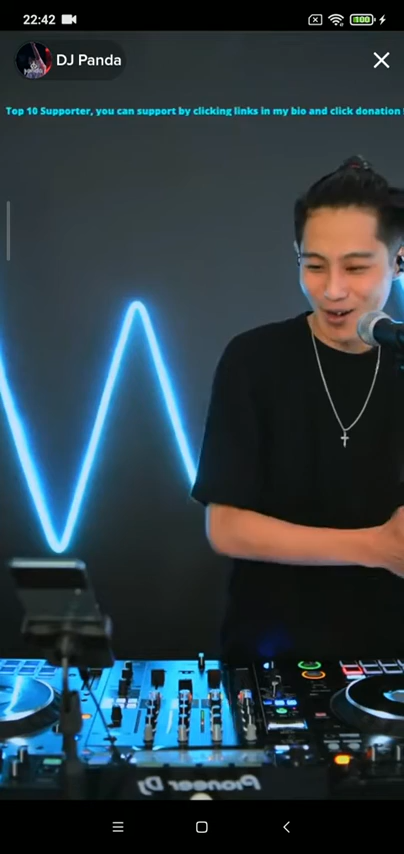 22:42
100
DJ Panda
Top 10 Supporter, you can support by clicking links in my bio and click donation
Pioneer Dj